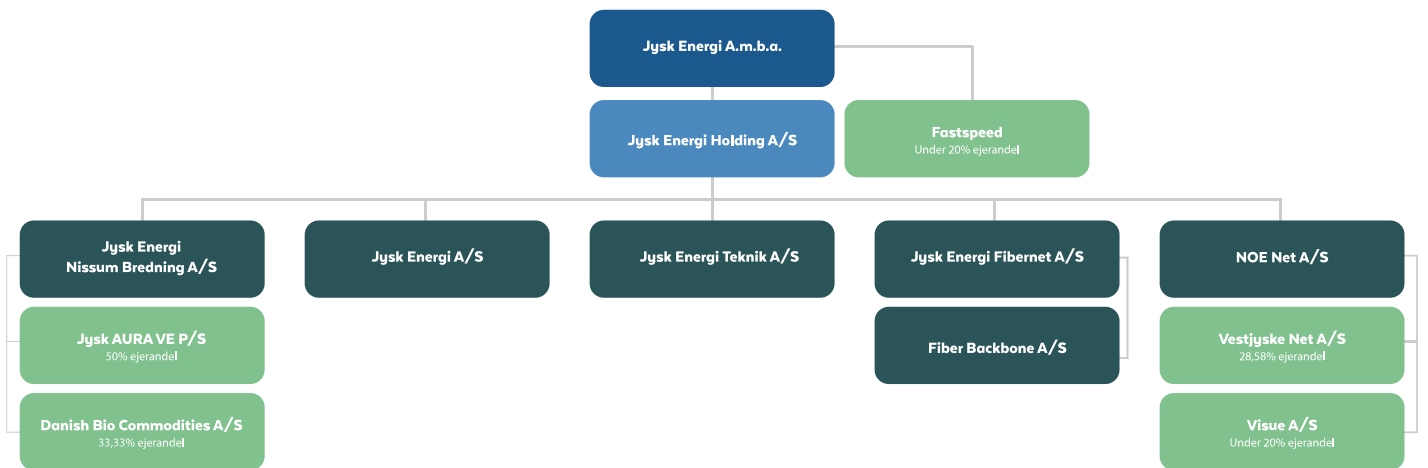 Jysk Energi A.m.b.a.
Jysk Energi Holding A/S
Fastspeed
Under 20% ejerandel
Jysk Energi
Nissum Bredning A/S
Jysk Energi A/S
Jysk Energi Teknik A/S
Jysk Energi Fibernet A/S
NOE Net A/S
Jysk AURA VE P/S
50% ejerandel
Fiber Backbone A/S
Vestjyske Net A/S
28,58% ejerandel
Danish Bio Commodities A/S
33,33% ejerandel
Visue A/S
Under 20% ejerandel